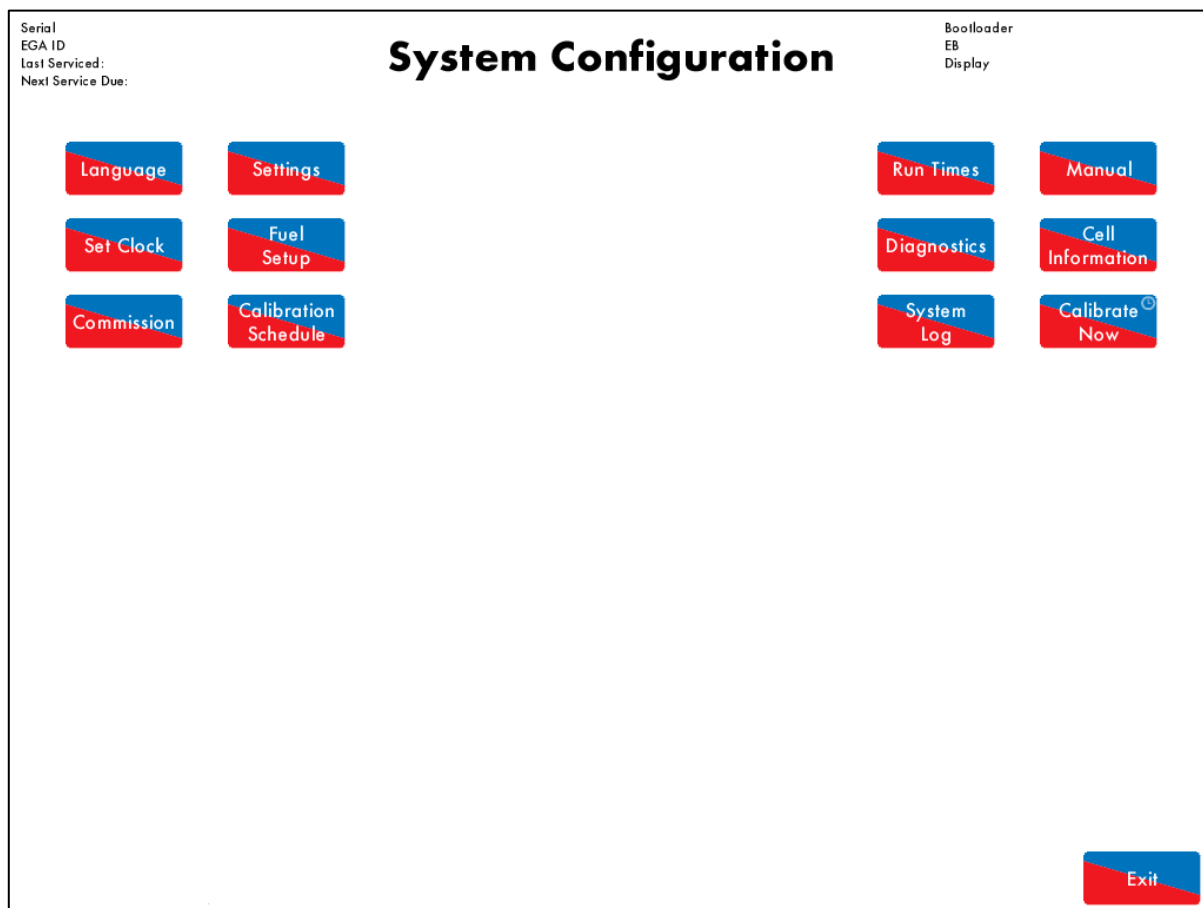 Serial
EGA ID
Last Serviced:
Next Service Due:
System Configuration
Bootloader
EB
Display
Language
Settings
Run Times
Manual
Set Clock
Fuel
Setup
Diagnostics
Cell
Information
Commission
Calibration
Schedule
System
Log
Calibrate
Now
Exit